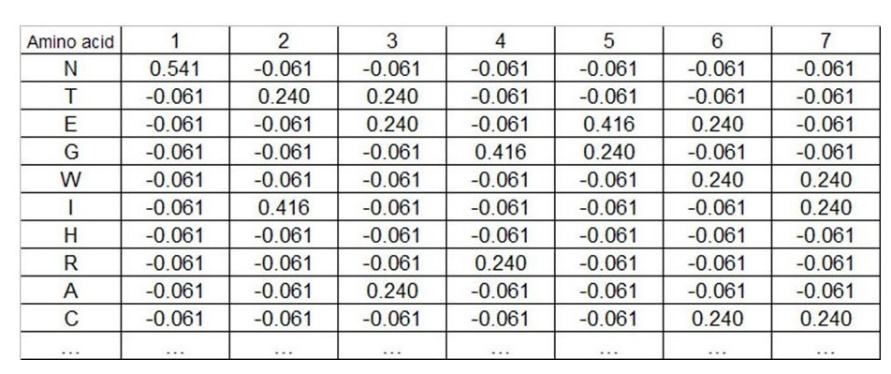 Amino acid 1 2 3 4 5 6 7
N 0.541 -0.061 -0.061 -0.061 -0.061 -0.061 -0.061
T -0.061 0.240 0.240 -0.061 -0.061 -0.061 -0.061
E -0.061 -0.061 0.240 -0.061 0.416 0.240 -0.061
G -0.061 -0.061 -0.061 0.416 0.240 -0.061 -0.061
W -0.061 -0.061 -0.061 -0.061 -0.061 0.240 0.240
I -0.061 0.416 -0.061 -0.061 -0.061 -0.061 0.240
H -0.061 -0.061 -0.061 -0.061 -0.061 -0.061 -0.061
R -0.061 -0.061 -0.061 0.240 -0.061 -0.061 -0.061
A -0.061 -0.061 0.240 -0.061 -0.061 -0.061 -0.061
C -0.061 -0.061 -0.061 -0.061 -0.061 0.240 0.240
... ... ... ... ... ... ... ...